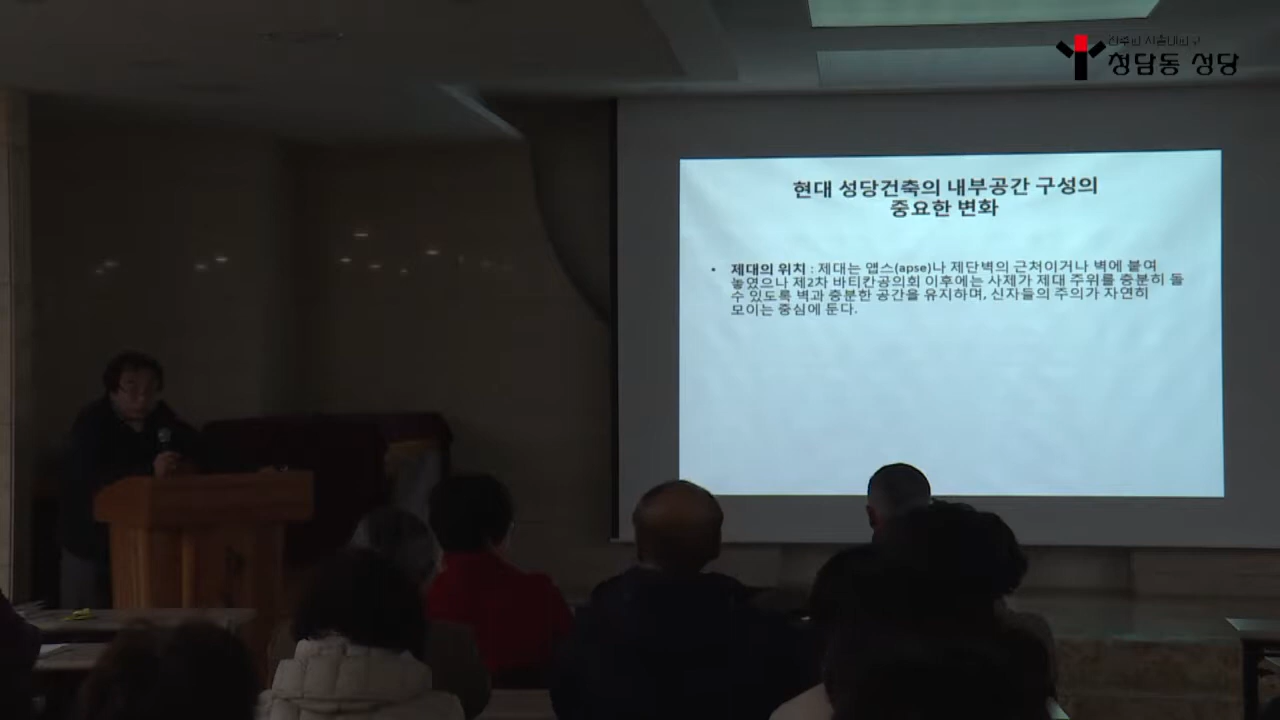 천주교 서울대교구
청담동 성당
현대 성당건축의 내부공간 구성의
중요한 변화
• 제대의 위치 : 제대는 앱스(apse)나 제단벽의 근처이거나 벽에 붙여
놓였으나 제2차 바티칸공의회 이후에는 사제가 제대 주위를 충분히 돌
수 있도록 벽과 충분한 공간을 유지하며, 신자들의 주의가 자연히
모이는 중심에 둔다.